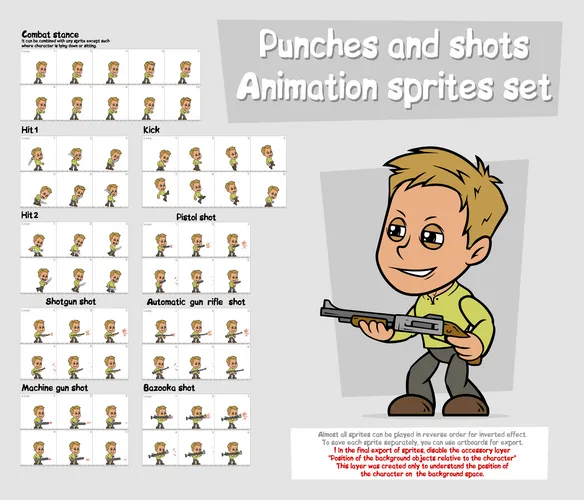 Combat stance
It can be combined with any sprite except such
where character is lying down or sitting.
Punches and shots
Animation sprites set
Hit 1
Kick
Hit 2
Pistol shot
Shotgun shot
Automatic gun rifle shot
Machine gun shot
Bazooka shot
Almost all sprites can be played in reverse order for inverted effect.
To save each sprite separately, you can use artboards for export.
! In the final export of sprites, disable the accessory layer
"Position of the background objects relative to the character"
This layer was created only to understand the position of
the character on the background space.